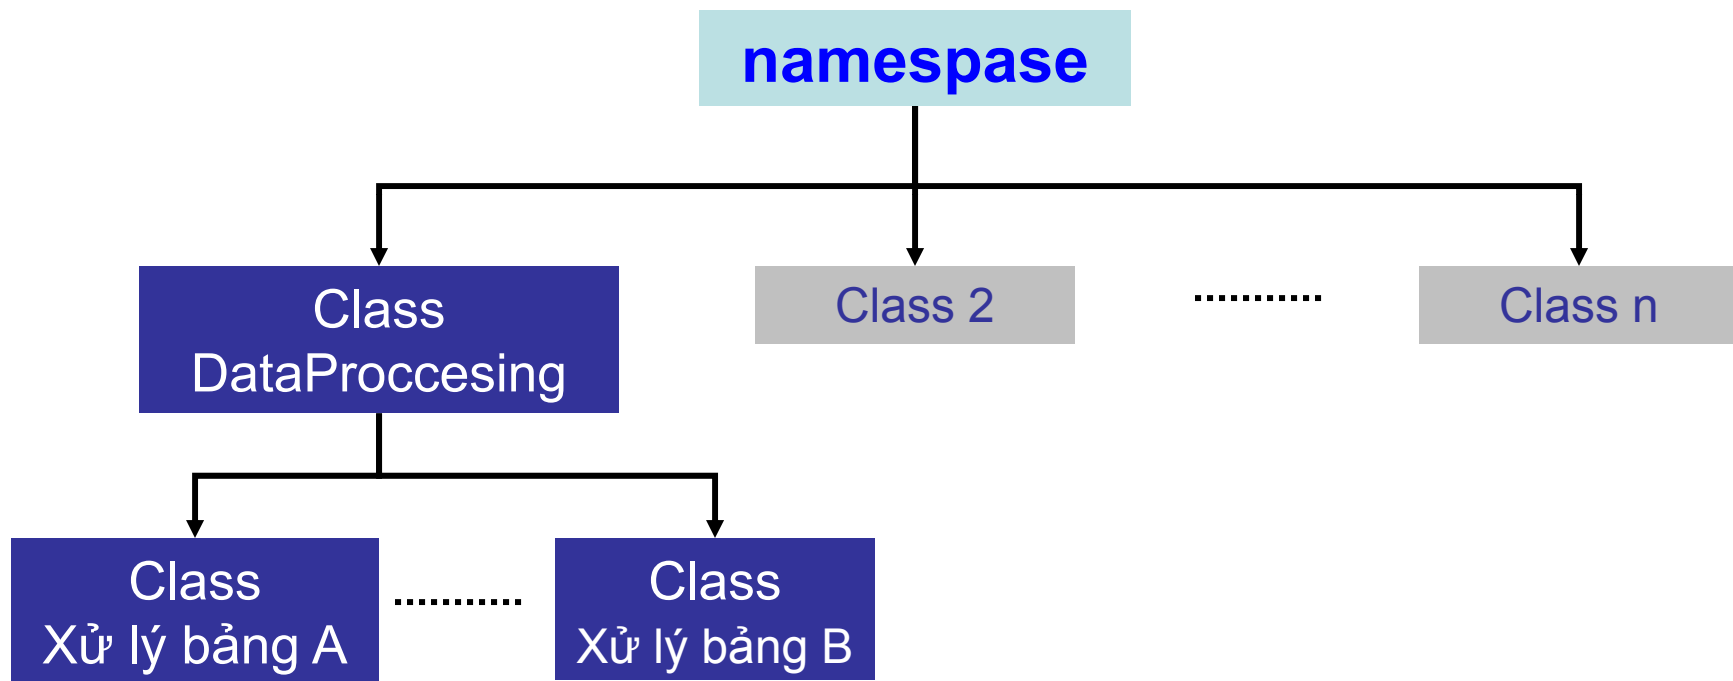 namespase
Class
DataProccesing
Class 2
Class n
Class
Xử lý bảng A
Class
Xử lý bảng B